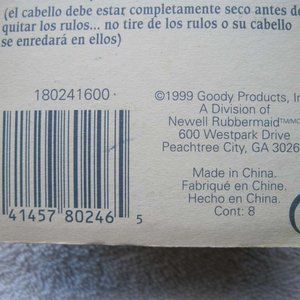 (el cabello debe estar completamente seco antes de
quitar los rulos... no tire de los rulos o su cabello
se enredará en ellos)
180241600·
©1999 Goody Products,
A Division of
Newell Rubbermaid™/MC
600 Westpark Drive
Peachtree City, GA 3026
Made in China.
Fabriqué en Chine.
Hecho en China.
Cont: 8
41457 80246 5